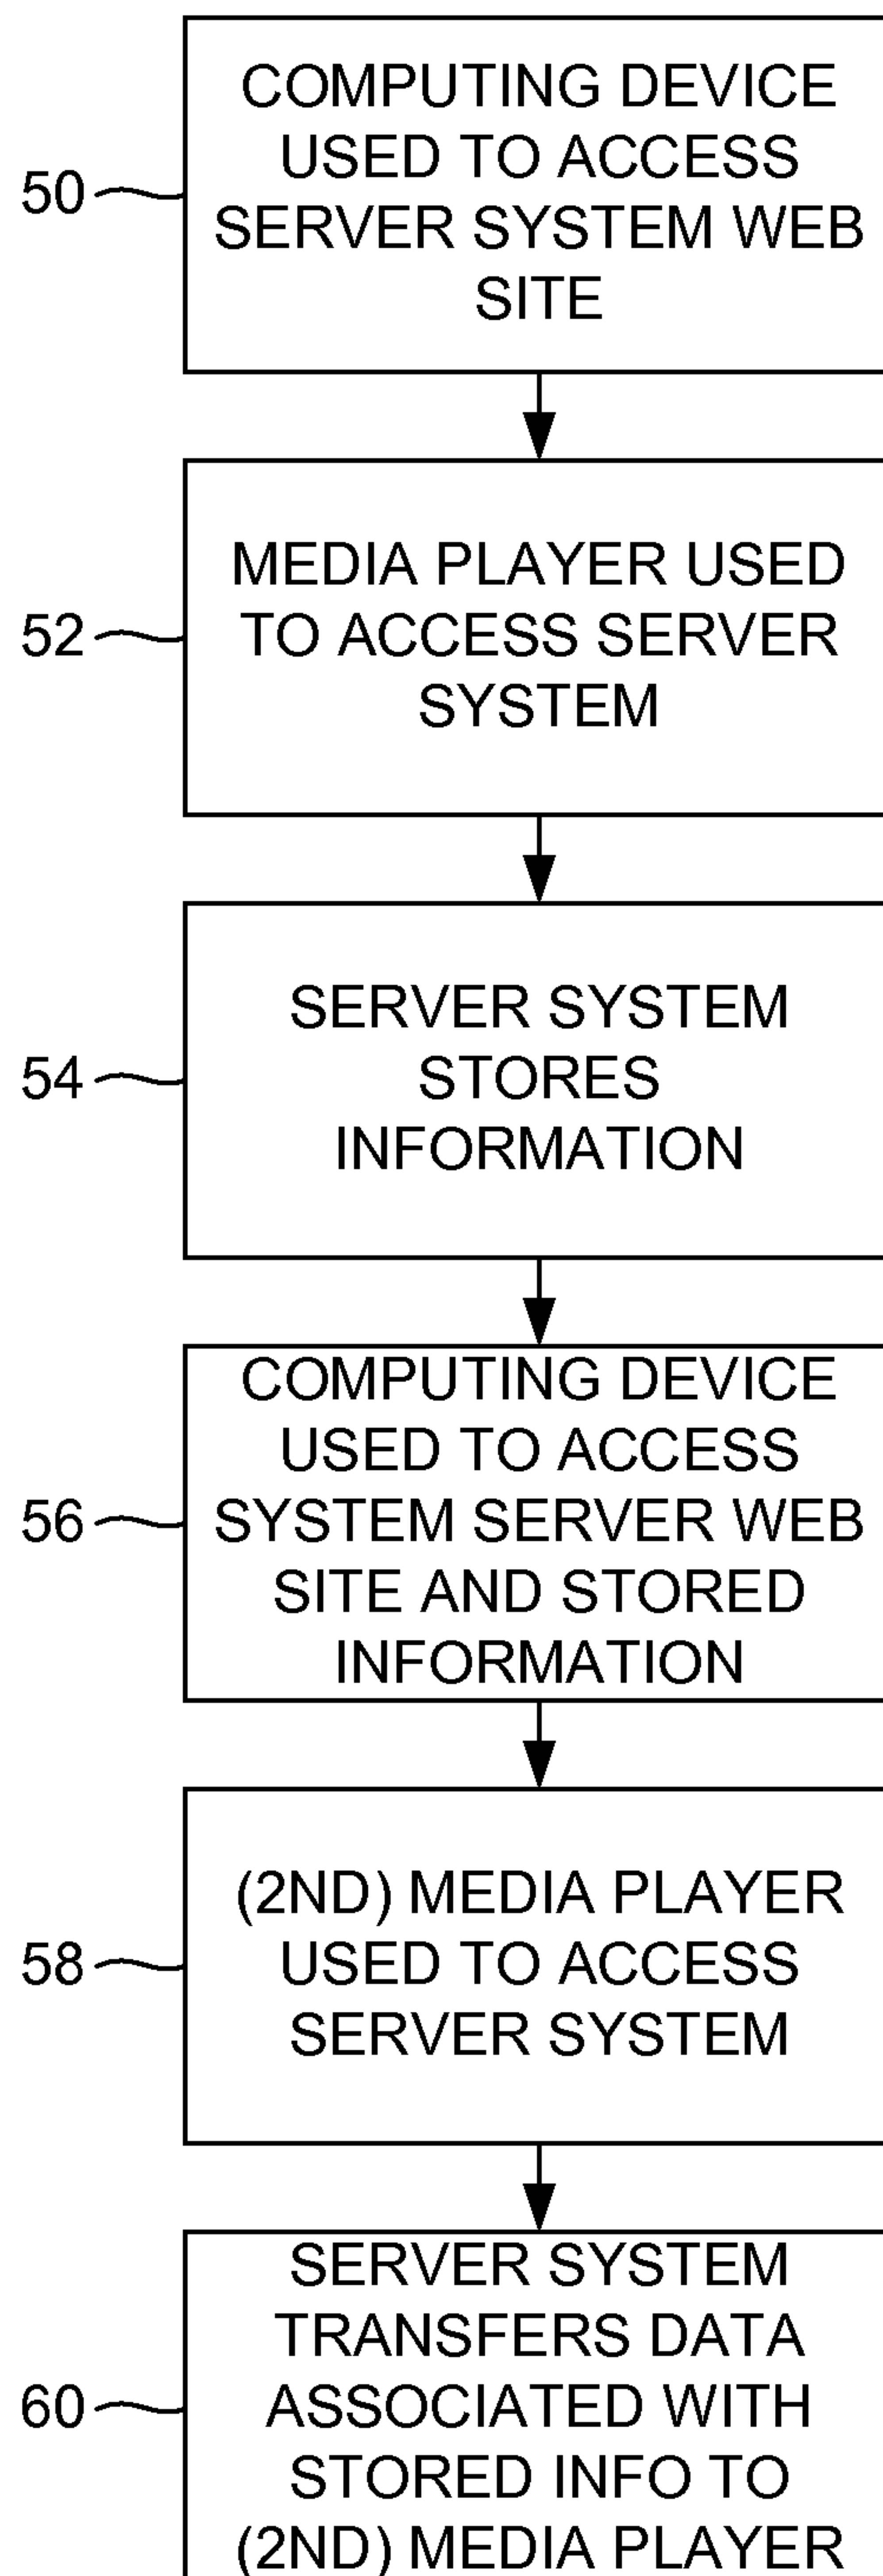 COMPUTING DEVICE
USED TO ACCESS
50
SERVER SYSTEM WEB
SITE
MEDIA PLAYER USED
52
TO ACCESS SERVER
SYSTEM
SERVER SYSTEM
54
STORES
INFORMATION
COMPUTING DEVICE
USED TO ACCESS
56
SYSTEM SERVER WEB
SITE AND STORED
INFORMATION
(2ND) MEDIA PLAYER
58
USED TO ACCESS
SERVER SYSTEM
SERVER SYSTEM
TRANSFERS DATA
60
ASSOCIATED WITH
STORED INFO TO
(2ND) MEDIA PLAYER